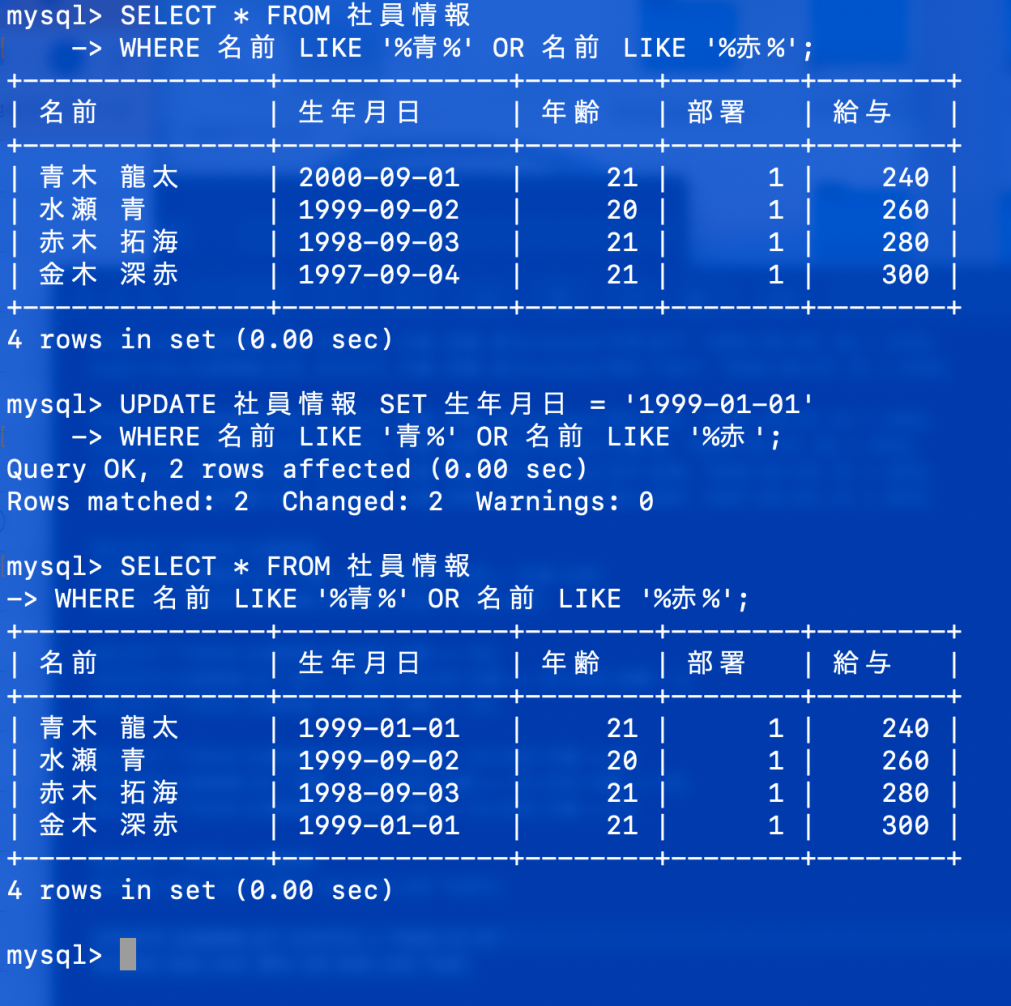 mysql> SELECT * FROM 社員情報
    -> WHERE 名前 LIKE '%青%' OR 名前 LIKE '%赤%';
+---------------+--------------+--------+--------+--------+
| 名前          | 生年月日     | 年齢   | 部署   | 給与   |
+---------------+--------------+--------+--------+--------+
| 青木 龍太     | 2000-09-01   |     21 |      1 |    240 |
| 水瀬 青       | 1999-09-02   |     20 |      1 |    260 |
| 赤木 拓海     | 1998-09-03   |     21 |      1 |    280 |
| 金木 深赤     | 1997-09-04   |     21 |      1 |    300 |
+---------------+--------------+--------+--------+--------+
4 rows in set (0.00 sec)
mysql> UPDATE 社員情報 SET 生年月日 = '1999-01-01'
    -> WHERE 名前 LIKE '青%' OR 名前 LIKE '%赤';
Query OK, 2 rows affected (0.00 sec)
Rows matched: 2  Changed: 2  Warnings: 0
mysql> SELECT * FROM 社員情報
-> WHERE 名前 LIKE '%青%' OR 名前 LIKE '%赤%';
+---------------+--------------+--------+--------+--------+
| 名前          | 生年月日     | 年齢   | 部署   | 給与   |
+---------------+--------------+--------+--------+--------+
| 青木 龍太     | 1999-01-01   |     21 |      1 |    240 |
| 水瀬 青       | 1999-09-02   |     20 |      1 |    260 |
| 赤木 拓海     | 1998-09-03   |     21 |      1 |    280 |
| 金木 深赤     | 1999-01-01   |     21 |      1 |    300 |
+---------------+--------------+--------+--------+--------+
4 rows in set (0.00 sec)
mysql>